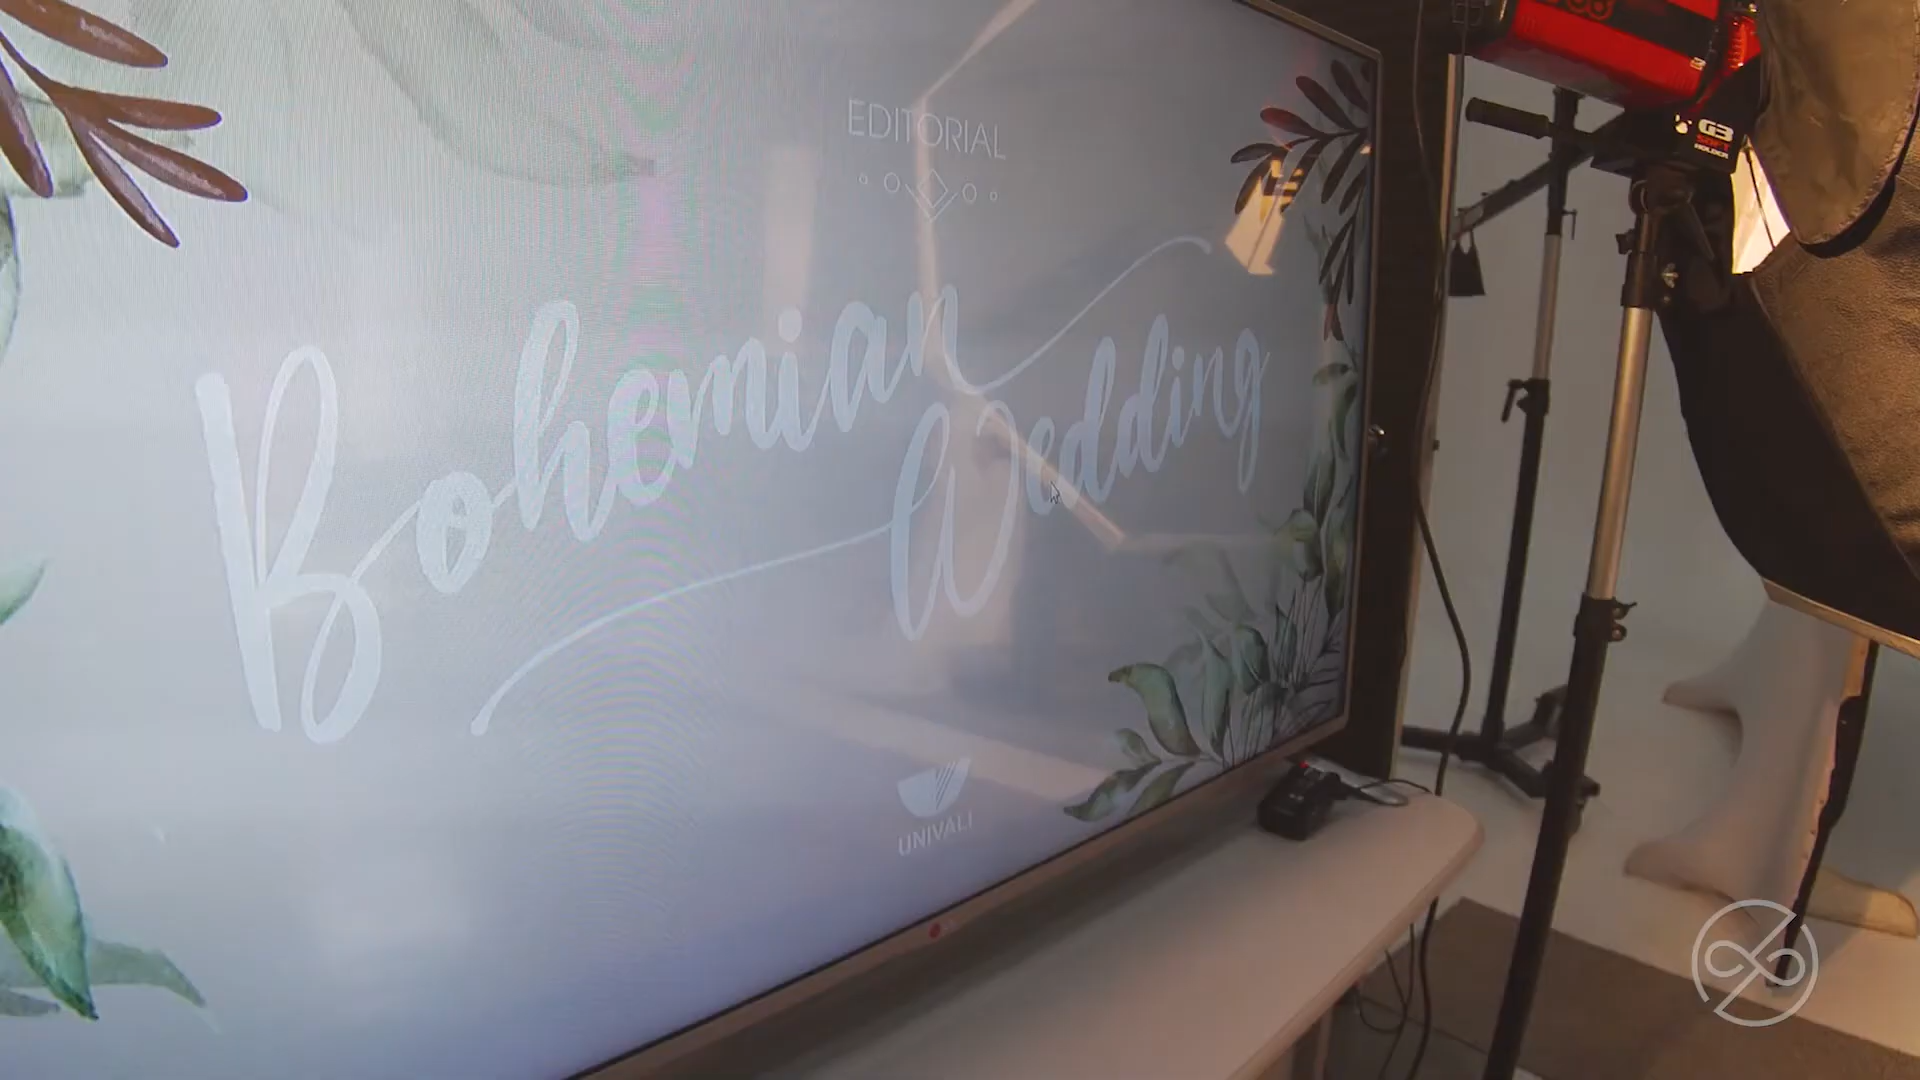 EDITORIAL
Bohemian
Wedding
UNIVALI
G3
SOFT
HOLDER